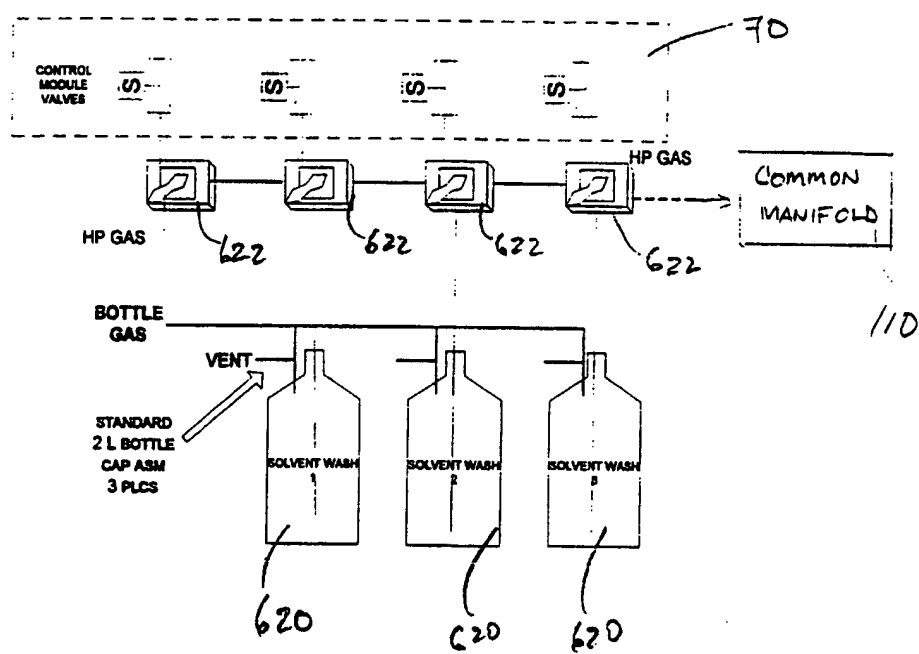 70
CONTROL
MODULE
VALVES
S S S S
HP GAS
COMMON
MANIFOLD
HP GAS
622 622 622 622
110
BOTTLE
GAS
VENT
STANDARD
2 L BOTTLE
CAP ASM
3 PLCS
SOLVENT WASH
1
SOLVENT WASH
2
SOLVENT WASH
3
620 620 620